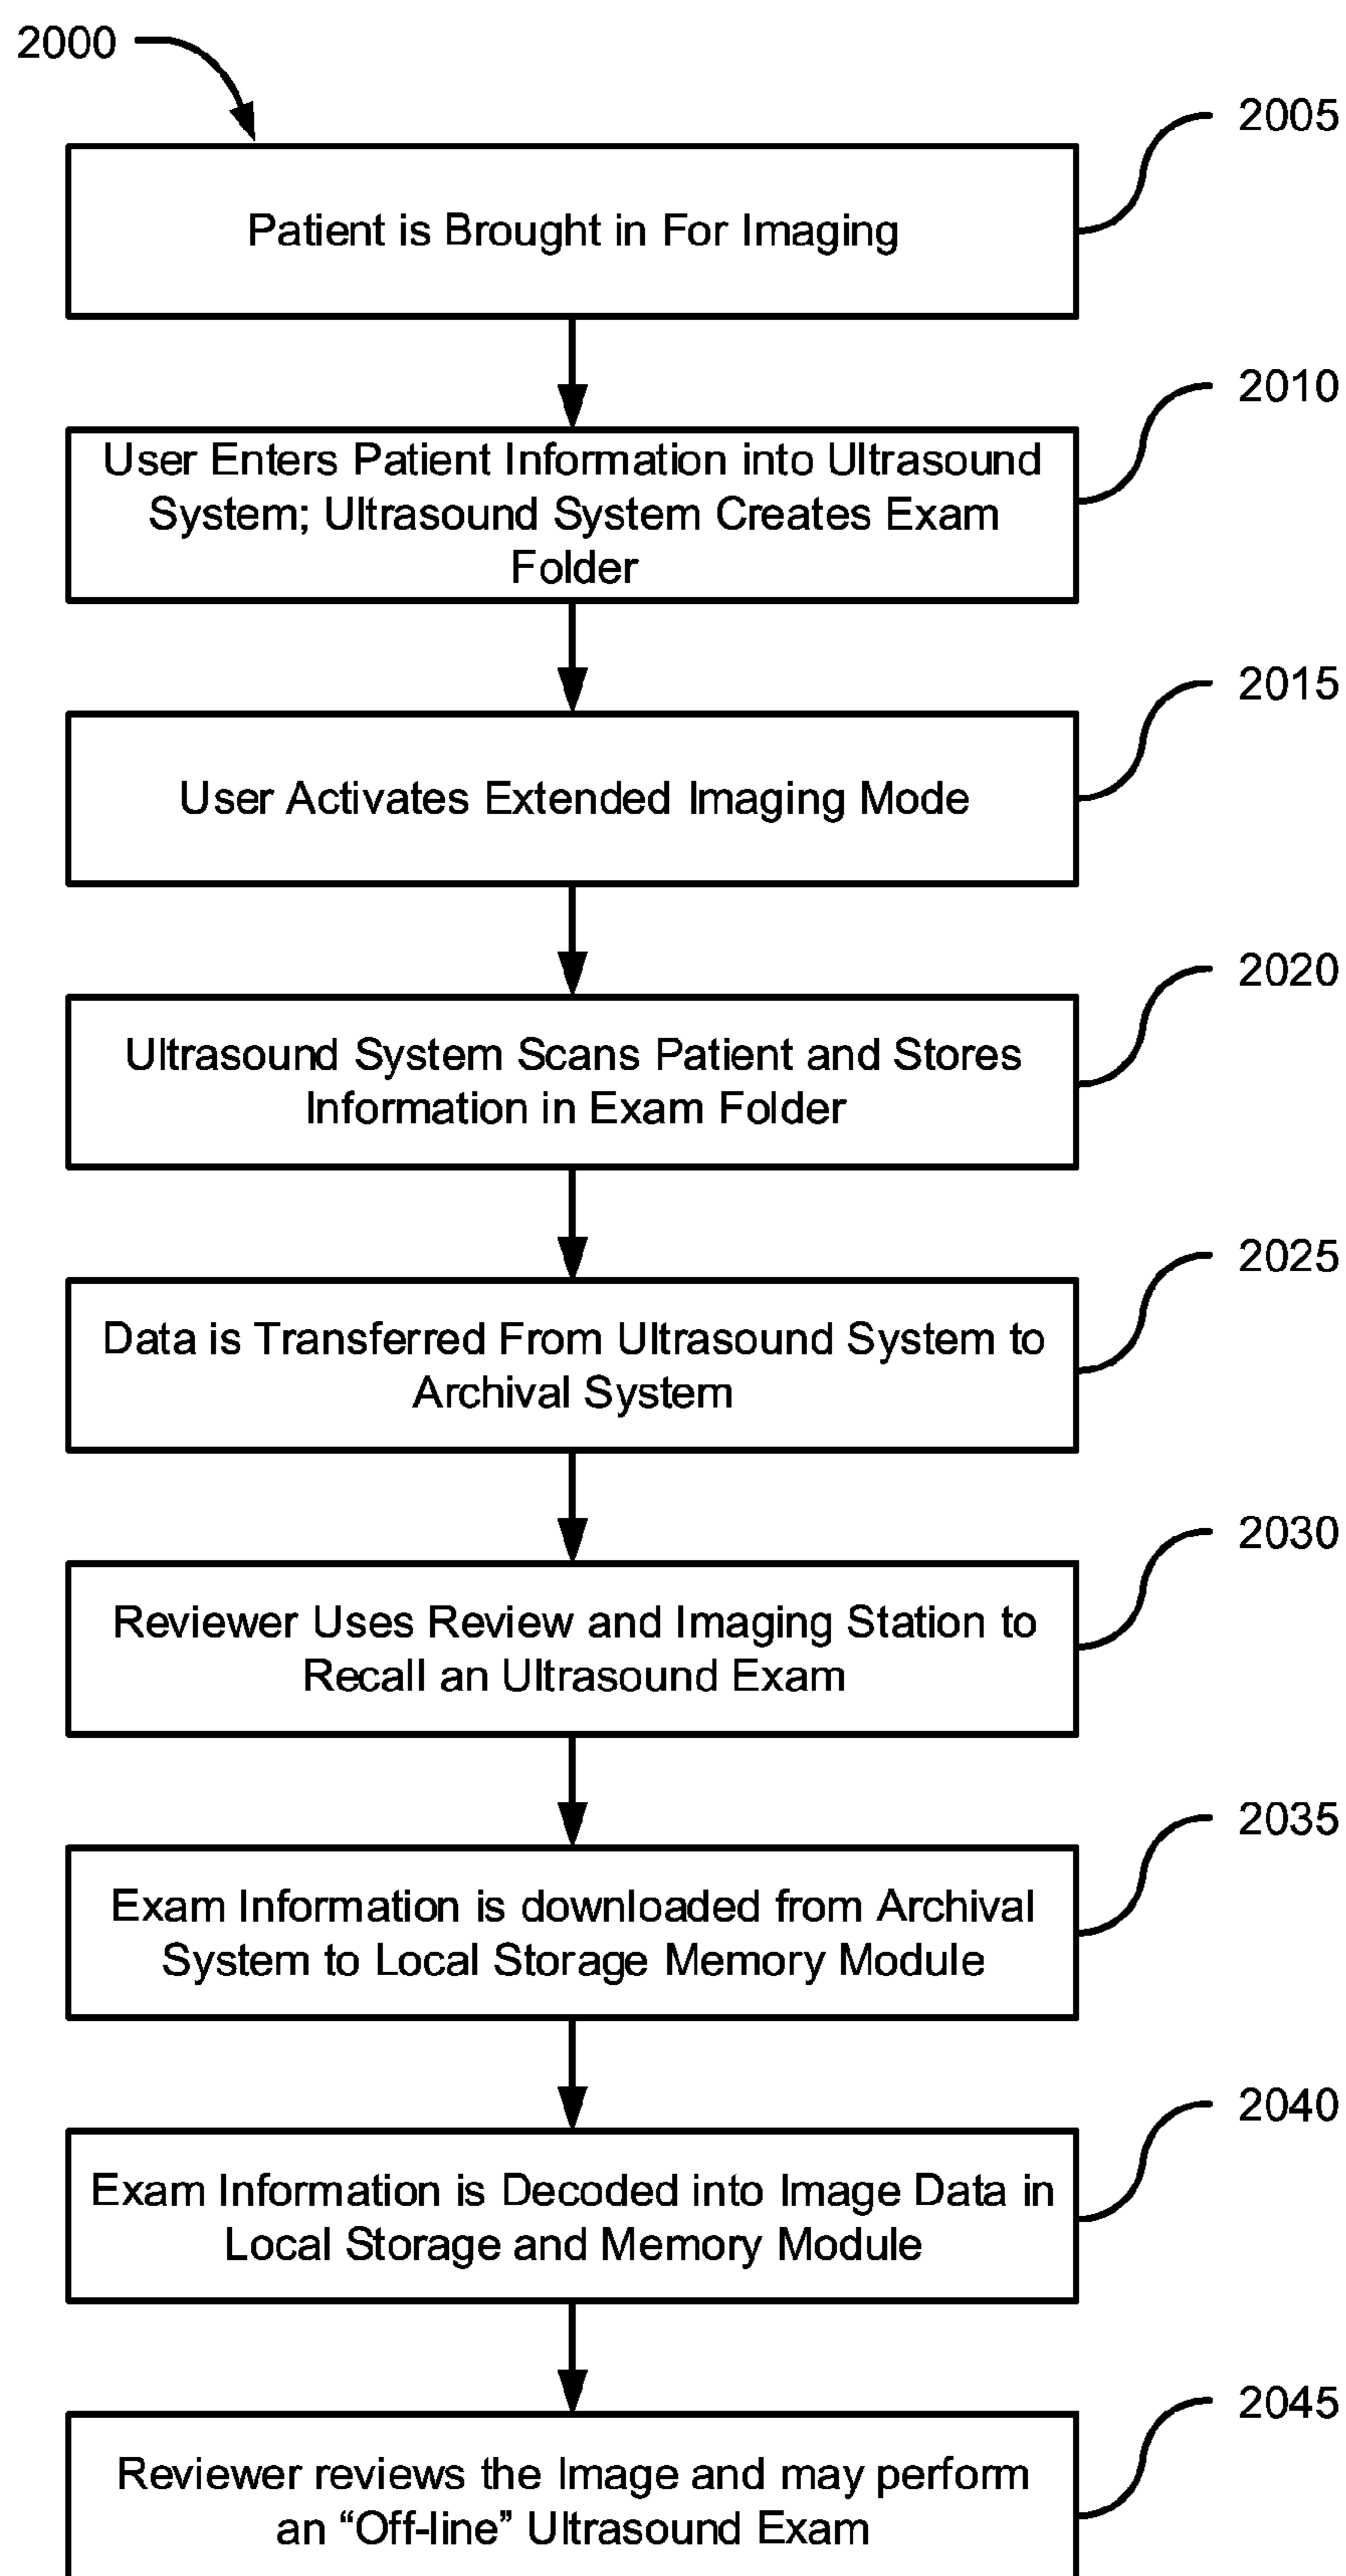 2000
2005
Patient is Brought in For Imaging
2010
User Enters Patient Information into Ultrasound
System; Ultrasound System Creates Exam
Folder
2015
User Activates Extended Imaging Mode
2020
Ultrasound System Scans Patient and Stores
Information in Exam Folder
2025
Data is Transferred From Ultrasound System to
Archival System
2030
Reviewer Uses Review and Imaging Station to
Recall an Ultrasound Exam
2035
Exam Information is downloaded from Archival
System to Local Storage Memory Module
2040
Exam Information is Decoded into Image Data in
Local Storage and Memory Module
2045
Reviewer reviews the Image and may perform
an “Off-line” Ultrasound Exam